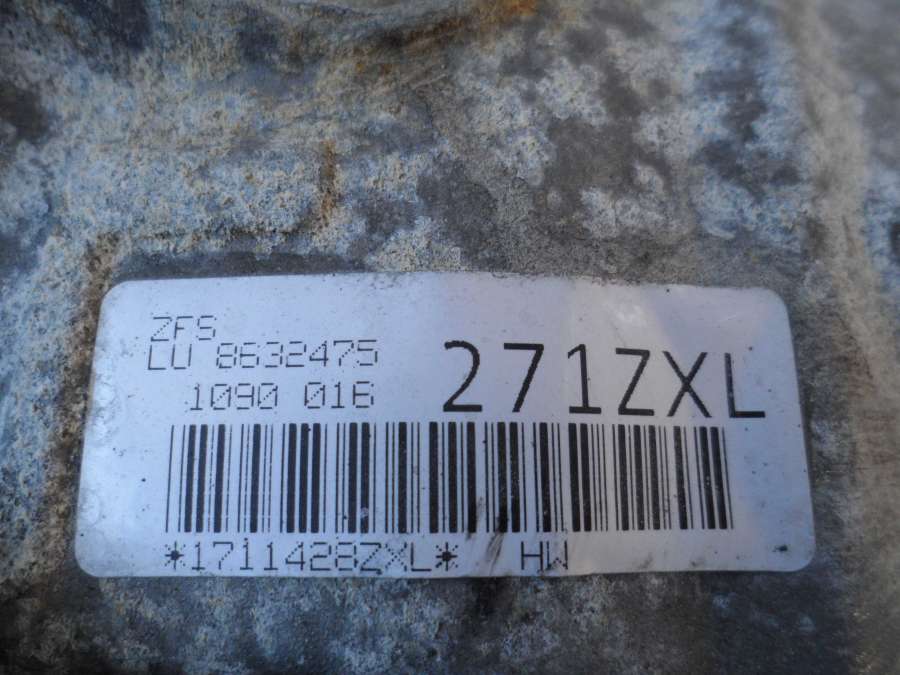 ZFS
LU 8632475
1090 016
271ZXL
*1711428ZXL* HW